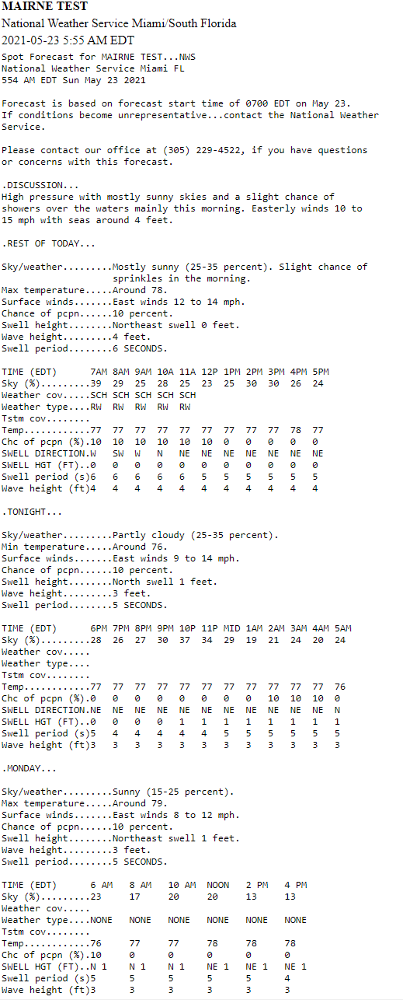 MAIRNE TEST
National Weather Service Miami/South Florida
2021-05-23 5:55 AM EDT
Spot Forecast for MAIRNE TEST...NWS
National Weather Service Miami FL
554 AM EDT Sun May 23 2021

Forecast is based on forecast start time of 0700 EDT on May 23.
If conditions become unrepresentative...contact the National Weather
Service.

Please contact our office at (305) 229-4522, if you have questions
or concerns with this forecast.

.DISCUSSION...
High pressure with mostly sunny skies and a slight chance of
showers over the waters mainly this morning. Easterly winds 10 to
15 mph with seas around 4 feet.

.REST OF TODAY...

Sky/weather.........Mostly sunny (25-35 percent). Slight chance of
                    sprinkles in the morning.
Max temperature.....Around 78.
Surface winds.......East winds 12 to 14 mph.
Chance of pcpn......10 percent.
Swell height........Northeast swell 0 feet.
Wave height.........4 feet.
Swell period........6 SECONDS.

TIME (EDT)      7AM 8AM 9AM 10A 11A 12P 1PM 2PM 3PM 4PM 5PM
Sky (%).........39  29  25  28  25  23  25  30  30  26  24
Weather cov.....SCH SCH SCH SCH SCH
Weather type....RW  RW  RW  RW  RW
Tstm cov........
Temp............77  77  77  77  77  77  77  77  77  78  77
Chc of pcpn (%).10  10  10  10  10  10  0   0   0   0   0
SWELL DIRECTION.W   SW  W   N   NE  NE  NE  NE  NE  NE  NE
SWELL HGT (FT)..0   0   0   0   0   0   0   0   0   0   0
Swell period (s)6   6   6   6   6   5   5   5   5   5   5
Wave height (ft)4   4   4   4   4   4   4   4   4   4   4

.TONIGHT...

Sky/weather.........Partly cloudy (25-35 percent).
Min temperature.....Around 76.
Surface winds.......East winds 9 to 14 mph.
Chance of pcpn......10 percent.
Swell height........North swell 1 feet.
Wave height.........3 feet.
Swell period........5 SECONDS.

TIME (EDT)      6PM 7PM 8PM 9PM 10P 11P MID 1AM 2AM 3AM 4AM 5AM
Sky (%).........28  26  27  30  37  34  29  19  21  24  20  24
Weather cov.....
Weather type....
Tstm cov........
Temp............77  77  77  77  77  77  77  77  77  77  77  76
Chc of pcpn (%).0   0   0   0   0   0   0   0   10  10  10  0
SWELL DIRECTION.NE  NE  NE  NE  NE  NE  NE  NE  NE  NE  NE  N
SWELL HGT (FT)..0   0   0   0   1   1   1   1   1   1   1   1
Swell period (s)5   4   4   4   4   4   5   5   5   5   5   5
Wave height (ft)3   3   3   3   3   3   3   3   3   3   3   3

.MONDAY...

Sky/weather.........Sunny (15-25 percent).
Max temperature.....Around 79.
Surface winds.......East winds 8 to 12 mph.
Chance of pcpn......10 percent.
Swell height........Northeast swell 1 feet.
Wave height.........3 feet.
Swell period........5 SECONDS.

TIME (EDT)      6 AM   8 AM   10 AM  NOON   2 PM   4 PM
Sky (%).........23     17     20     20     13     13
Weather cov.....
Weather type....NONE   NONE   NONE   NONE   NONE   NONE
Tstm cov........
Temp............76     77     77     78     78     78
Chc of pcpn (%).10     0      0      0      0      0
SWELL HGT (FT)..N 1    N 1    N 1    NE 1   NE 1   NE 1
Swell period (s)5      5      5      5      5      4
Wave height (ft)3      3      3      3      3      3